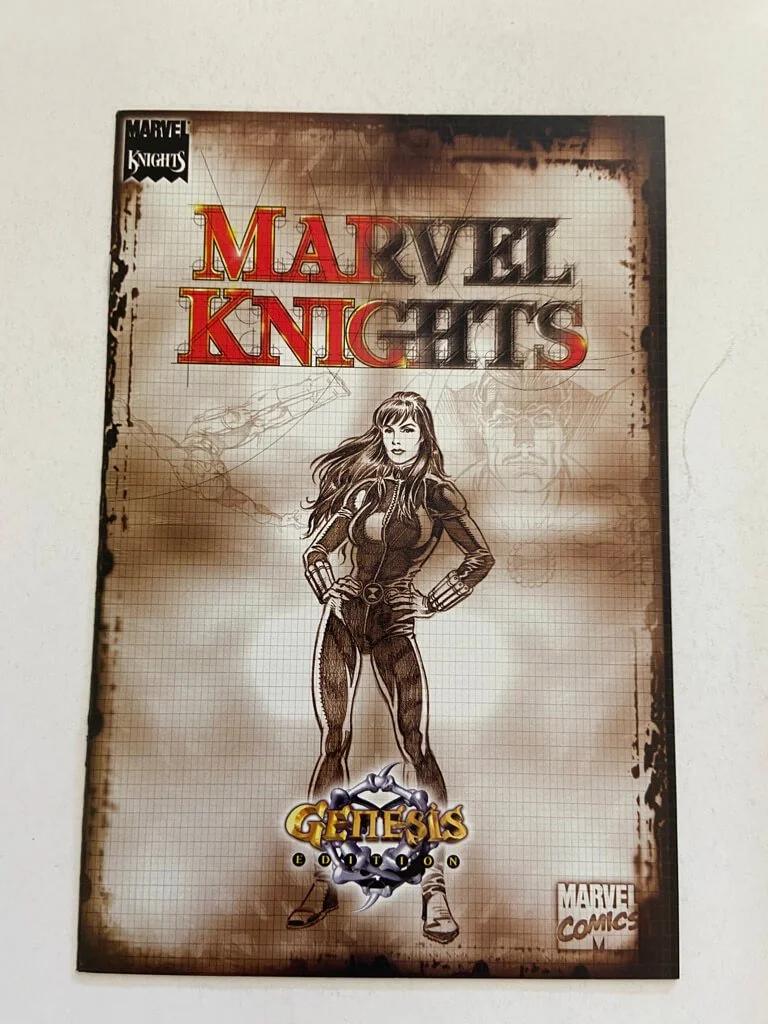 MARVEL
KNIGHTS
MARVEL
KNIGHTS
GENESIS
EDITION
MARVEL
COMICS
M